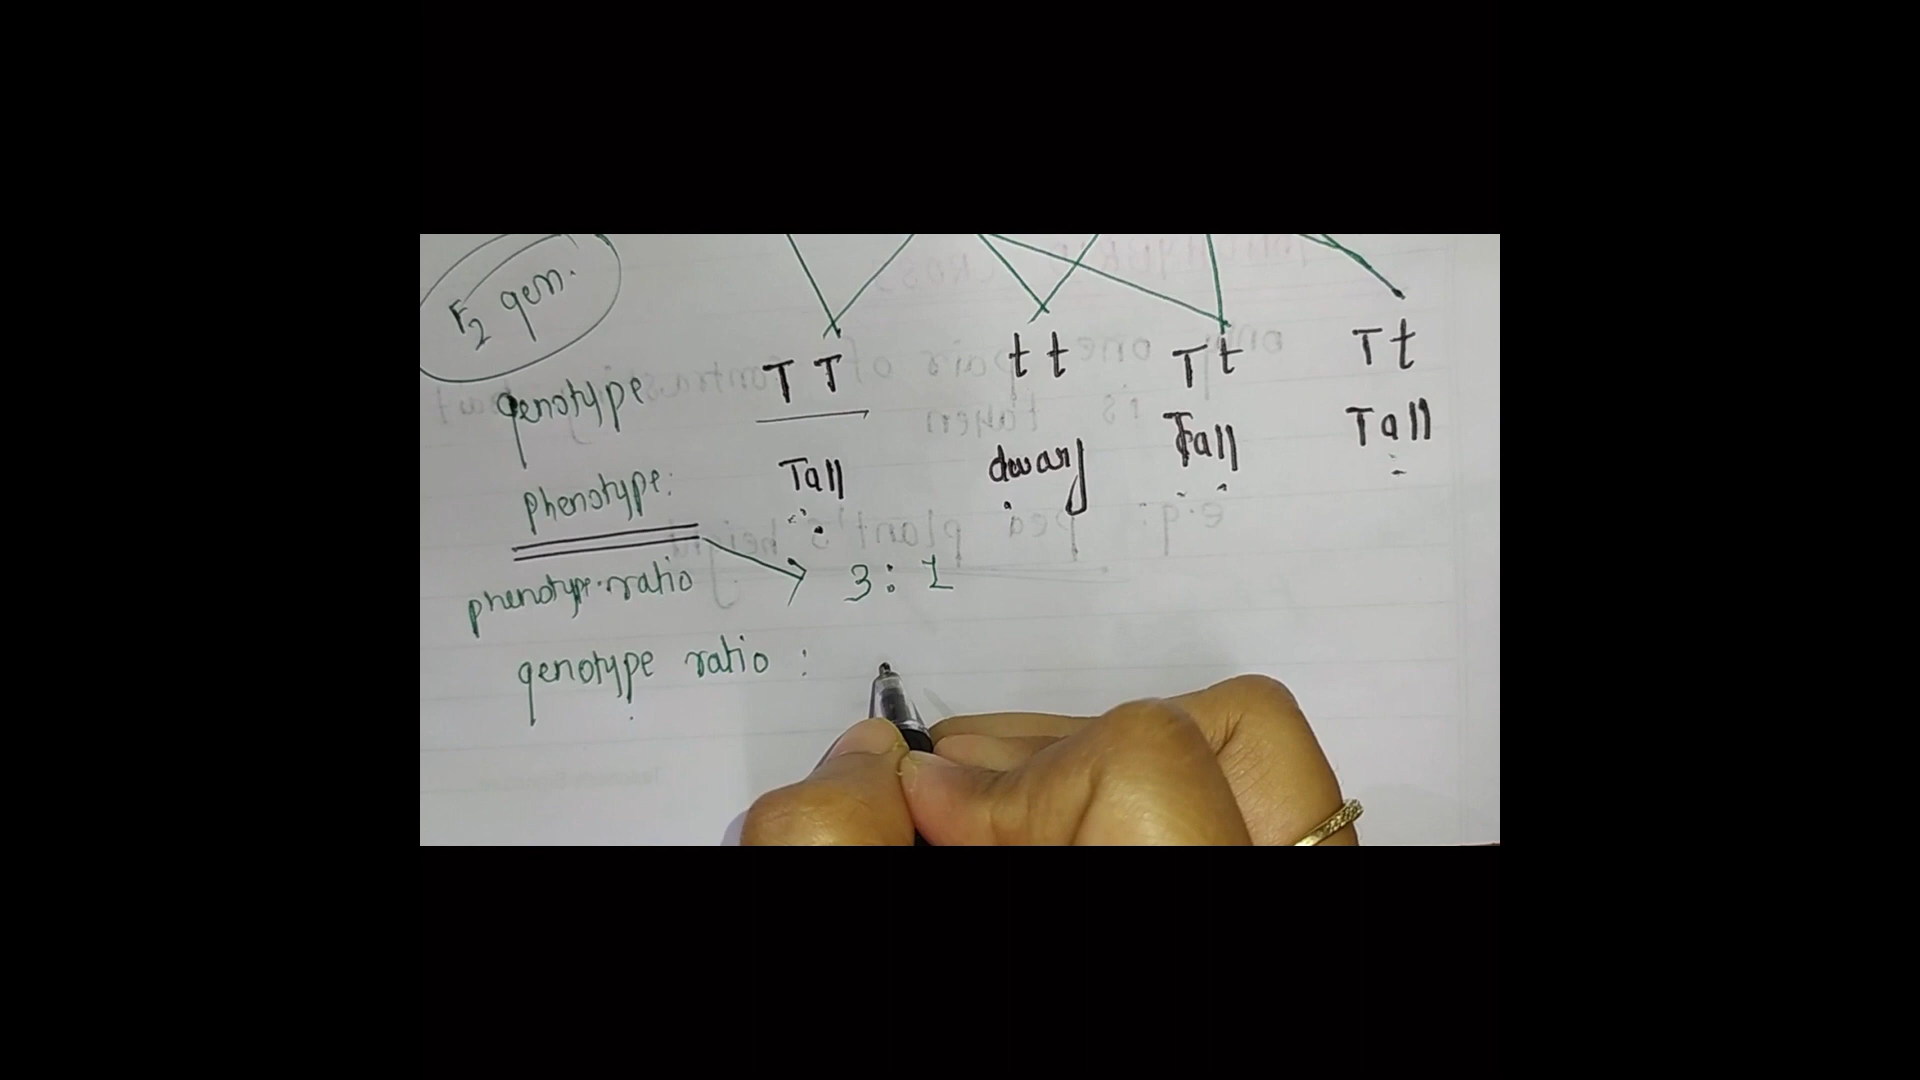 F2 gen.
genotype TT tt Tt Tt
phenotype: Tall dwarf Tall Tall
phenotype ratio 3:1
genotype ratio :